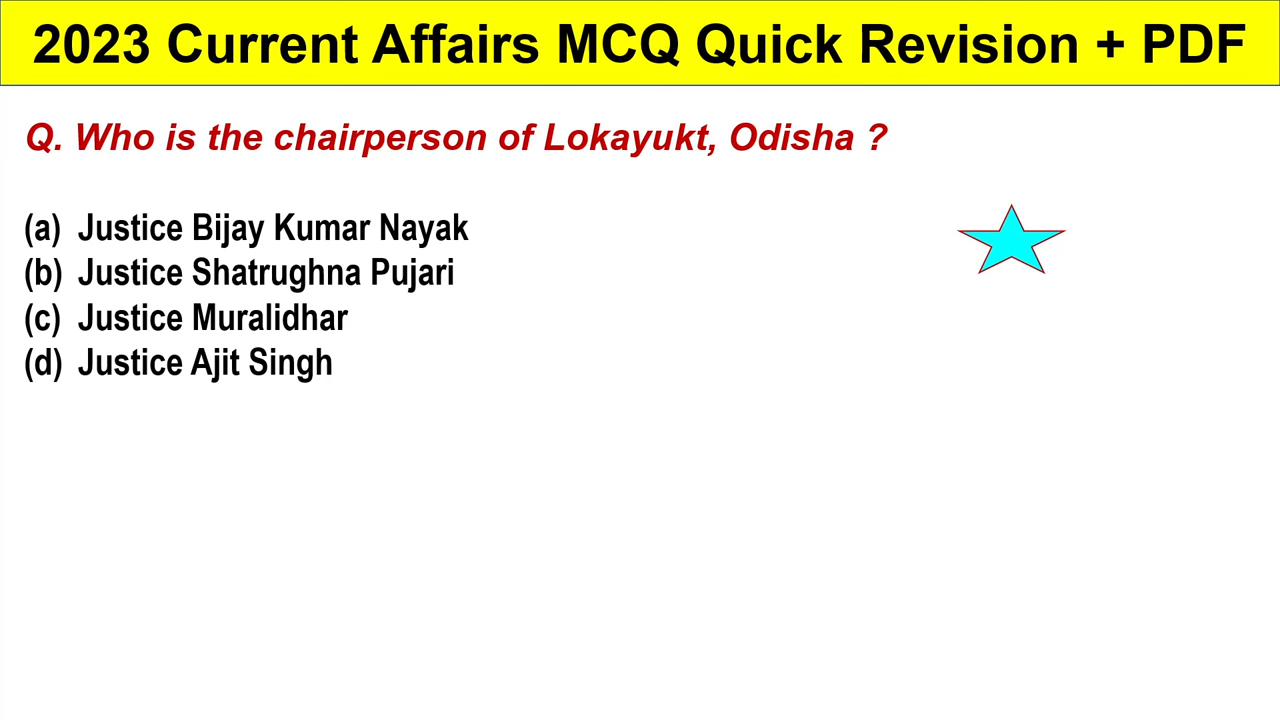 2023 Current Affairs MCQ Quick Revision + PDF
Q. Who is the chairperson of Lokayukt, Odisha ?
(a) Justice Bijay Kumar Nayak
(b) Justice Shatrughna Pujari
(c) Justice Muralidhar
(d) Justice Ajit Singh